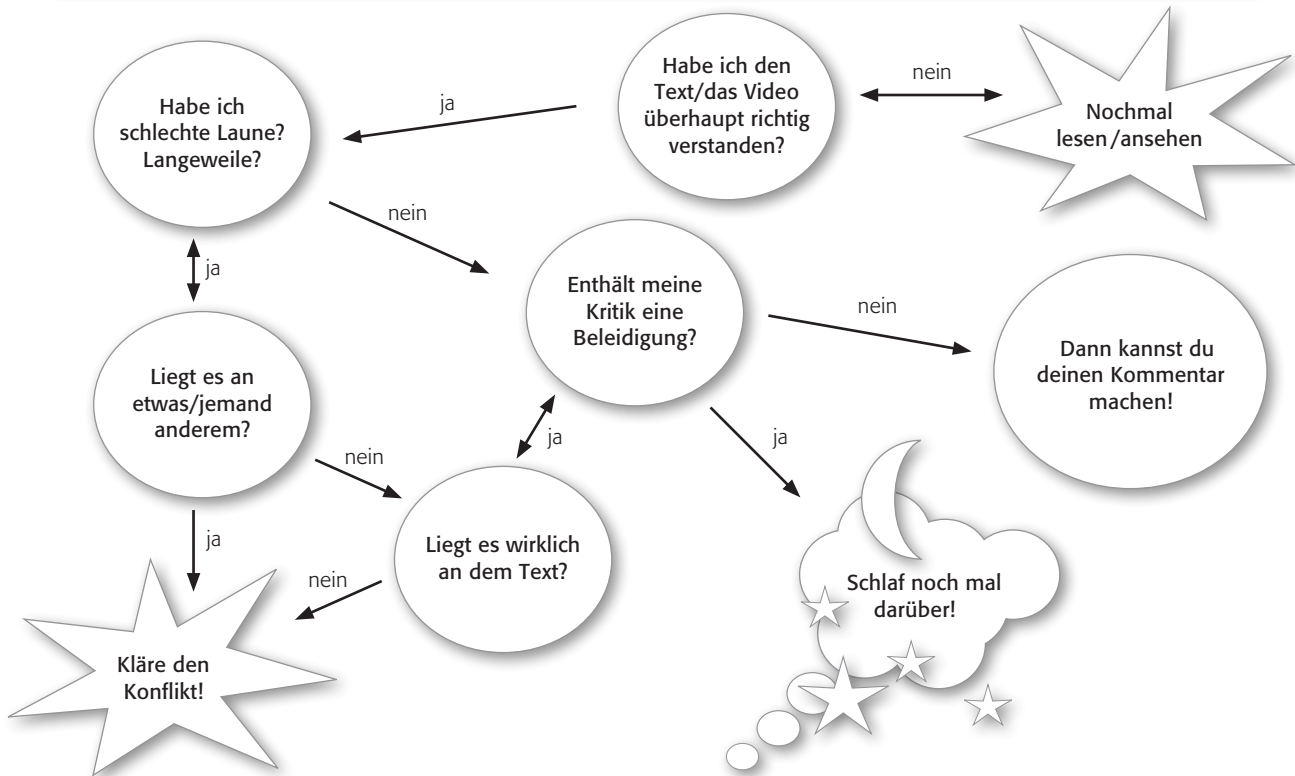 Habe ich den
Text/das Video
überhaupt richtig
verstanden?
nein
Nochmal
lesen/ansehen
ja
Habe ich
schlechte Laune?
Langeweile?
nein
ja
Enthält meine
Kritik eine
Beleidigung?
nein
Dann kannst du
deinen Kommentar
machen!
Liegt es an
etwas/jemand
anderem?
nein
ja
ja
ja
Liegt es wirklich
an dem Text?
nein
Schlaf noch mal
darüber!
Kläre den
Konflikt!